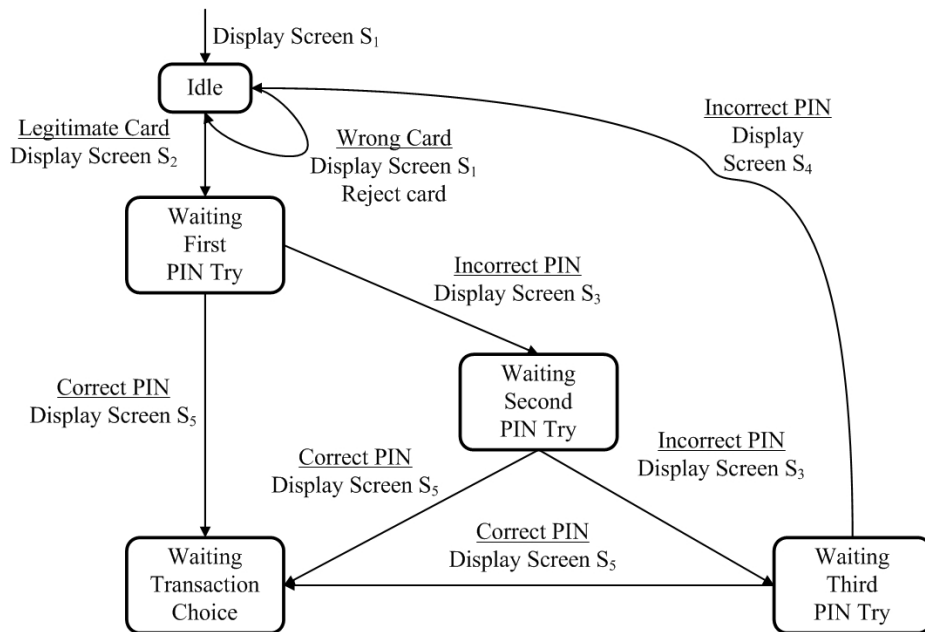 Display Screen S₁
Idle
Legitimate Card
Display Screen S₂
Wrong Card
Display Screen S₁
Reject card
Incorrect PIN
Display
Screen S₄
Waiting
First
PIN Try
Incorrect PIN
Display Screen S₃
Correct PIN
Display Screen S₅
Waiting
Second
PIN Try
Correct PIN
Display Screen S₅
Incorrect PIN
Display Screen S₃
Correct PIN
Display Screen S₅
Waiting
Transaction
Choice
Waiting
Third
PIN Try